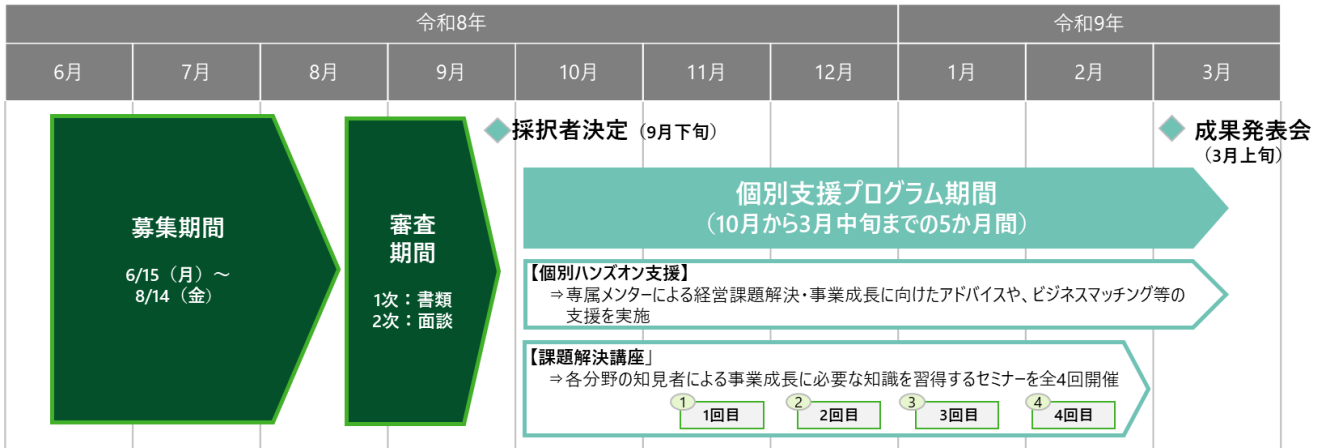 令和8年
令和9年
6月
7月
8月
9月
10月
11月
12月
1月
2月
3月
募集期間
6/15（月）～
8/14（金）
審査
期間
1次：書類
2次：面談
採択者決定（9月下旬）
成果発表会
（3月上旬）
個別支援プログラム期間
（10月から3月中旬までの5か月間）
【個別ハンズオン支援】
⇒専属メンターによる経営課題解決・事業成長に向けたアドバイスや、ビジネスマッチング等の
支援を実施
【課題解決講座」
⇒各分野の知見者による事業成長に必要な知識を習得するセミナーを全4回開催
1
1回目
2
2回目
3
3回目
4
4回目